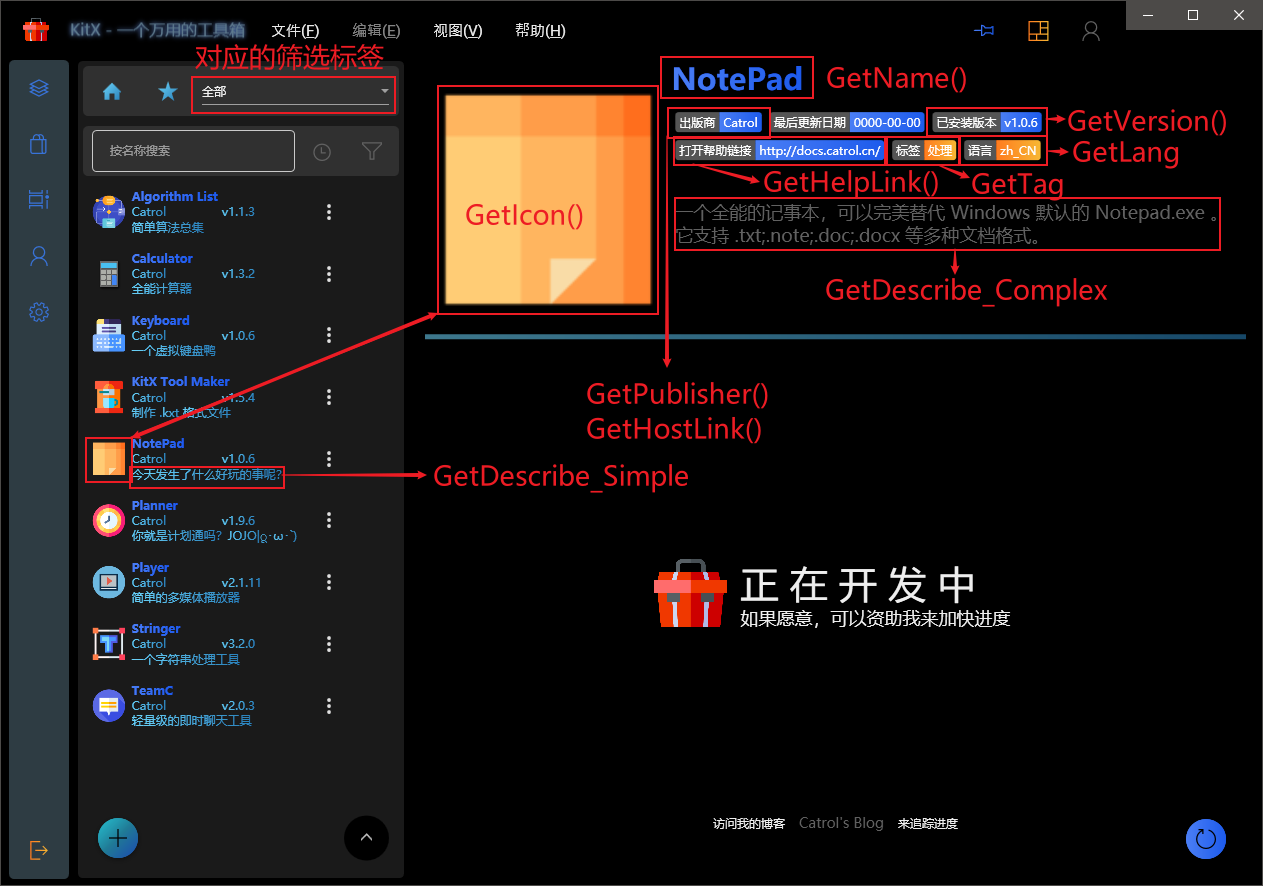 KitX - 一个万用的工具箱
文件(F)
编辑(E)
视图(V)
帮助(H)
对应的筛选标签
全部
按名称搜索
Algorithm List
Catrol v1.1.3
简单算法总集
Calculator
Catrol v1.3.2
全能计算器
Keyboard
Catrol v1.0.6
一个虚拟键盘鸭
KitX Tool Maker
Catrol v1.5.4
制作 .kxt 格式文件
NotePad
Catrol v1.0.6
今天发生了什么好玩的事呢?
Planner
Catrol v1.9.6
你就是计划通吗? JOJO
Player
Catrol v2.1.11
简单的多媒体播放器
Stringer
Catrol v3.2.0
一个字符串处理工具
TeamC
Catrol v2.0.3
轻量级的即时聊天工具
GetIcon()
NotePad
GetName()
出版商 Catrol
最后更新日期 0000-00-00
已安装版本 v1.0.6
GetVersion()
打开帮助链接 http://docs.catrol.cn/
标签 处理
语言 zh_CN
GetLang
GetHelpLink()
GetTag
一个全能的记事本，可以完美替代 Windows 默认的 Notepad.exe 。
它支持 .txt;.note;.doc;.docx 等多种文档格式。
GetDescribe_Complex
GetPublisher()
GetHostLink()
GetDescribe_Simple
正在开发中
如果愿意，可以资助我来加快进度
访问我的博客 Catrol's Blog 来追踪进度